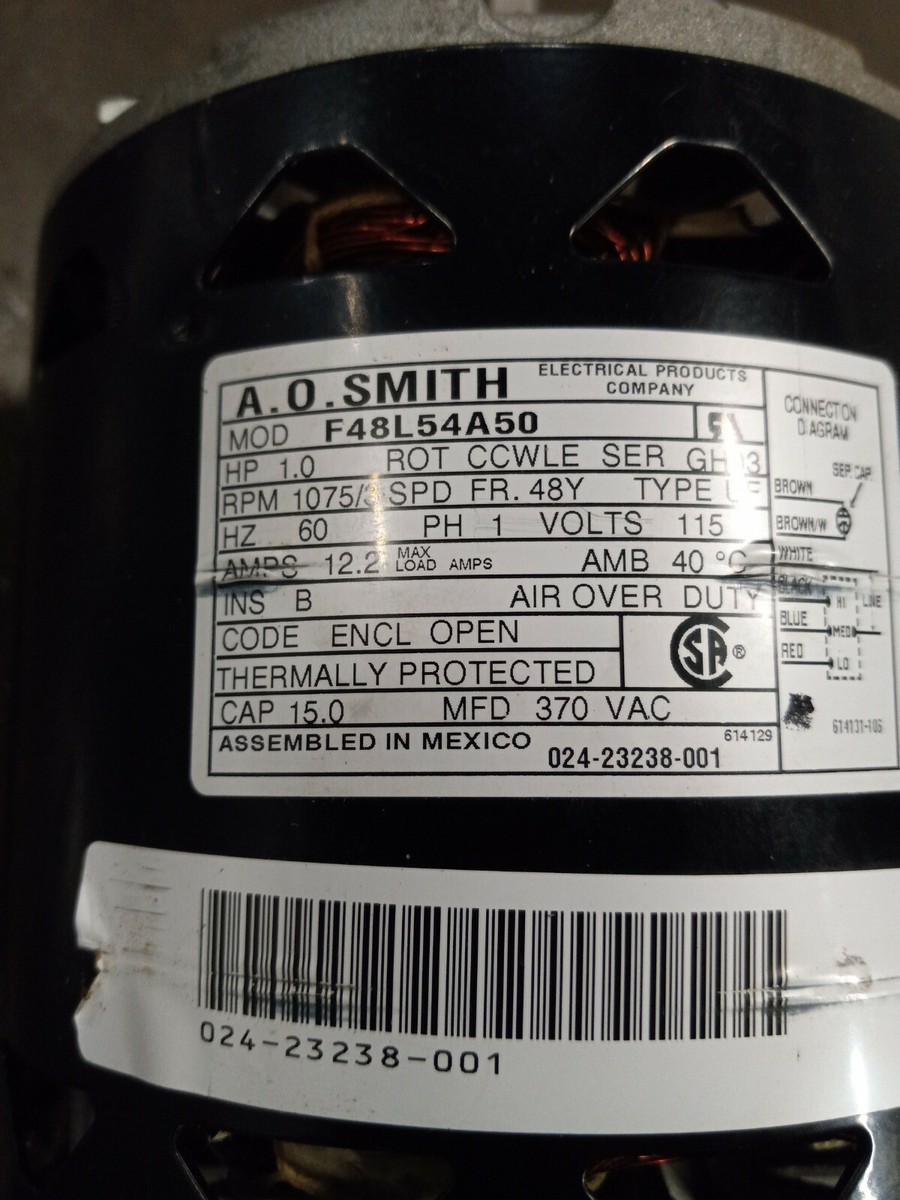 A.O.SMITH ELECTRICAL PRODUCTS COMPANY
MOD F48L54A50
HP 1.0 ROT CCWLE SER
RPM 1075/3 SPD FR. 48Y TYPE
HZ 60 PH 1 VOLTS 115
AMPS 12.2 MAX LOAD AMPS AMB 40 °C
INS B AIR OVER DUTY
CODE ENCL OPEN
THERMALLY PROTECTED
SA®
CAP 15.0 MFD 370 VAC
ASSEMBLED IN MEXICO 614129
024-23238-001
CONNECTION
DIAGRAM
SEP. CAP.
BROWN
BROWN/W
WHITE
BLACK HI LINE
BLUE MED
RED LO
614131-106
024-23238-001